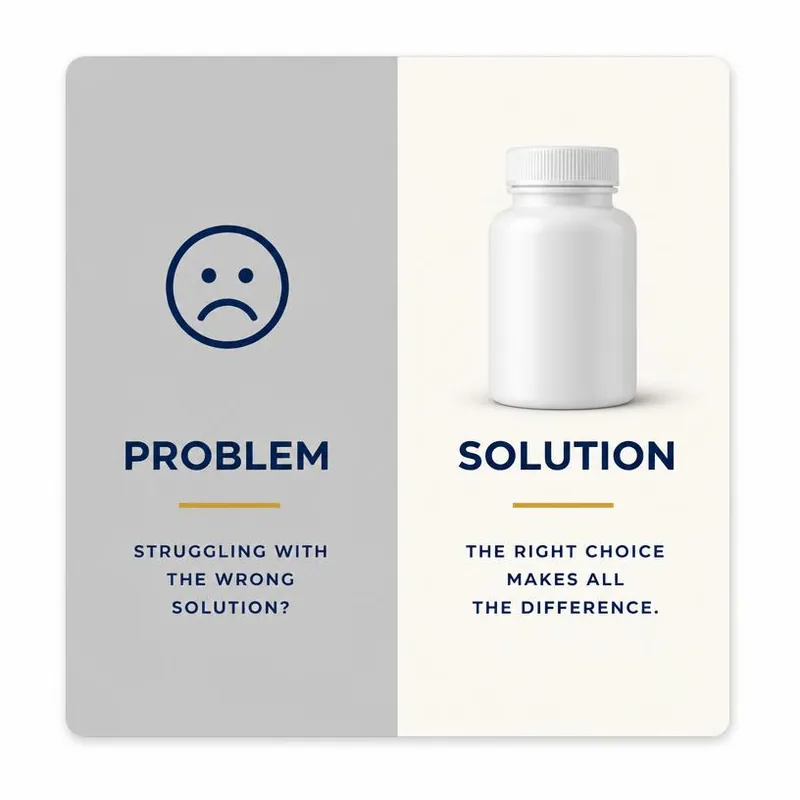 PROBLEM
STRUGGLING WITH
THE WRONG
SOLUTION?
SOLUTION
THE RIGHT CHOICE
MAKES ALL
THE DIFFERENCE.